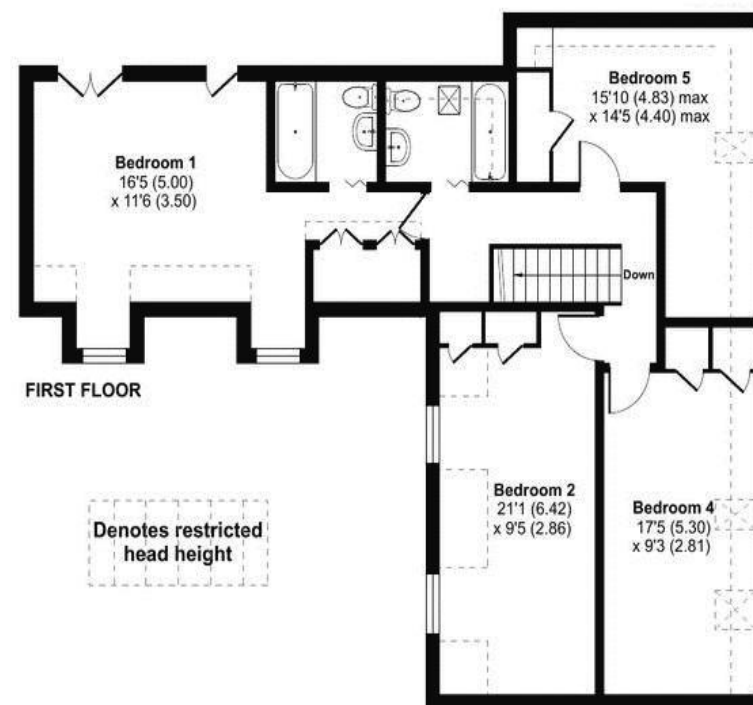 Bedroom 5
15'10 (4.83) max
x 14'5 (4.40) max
Bedroom 1
16'5 (5.00)
x 11'6 (3.50)
Down
FIRST FLOOR
Denotes restricted
head height
Bedroom 2
21'1 (6.42)
x 9'5 (2.86)
Bedroom 4
17'5 (5.30)
x 9'3 (2.81)